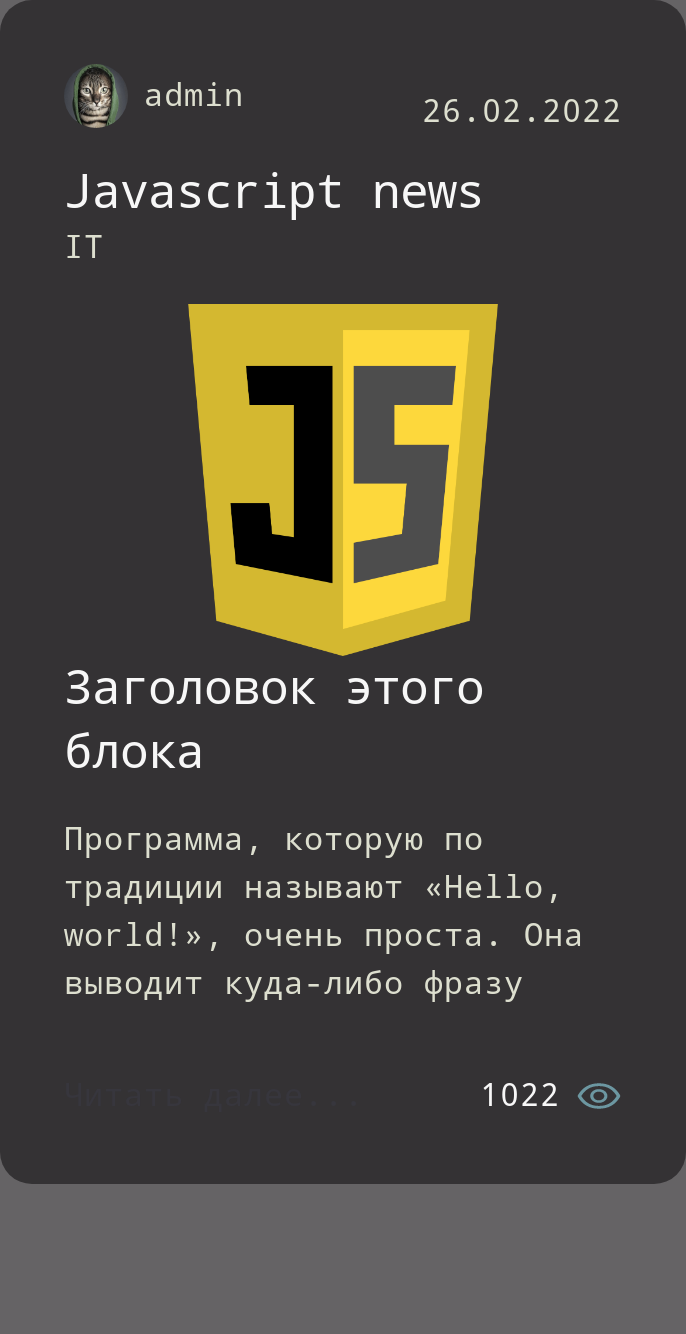 admin
26.02.2022
Javascript news
IT
JS
Заголовок этого
блока
Программа, которую по
традиции называют «Hello,
world!», очень проста. Она
выводит куда-либо фразу
Читать далее...
1022